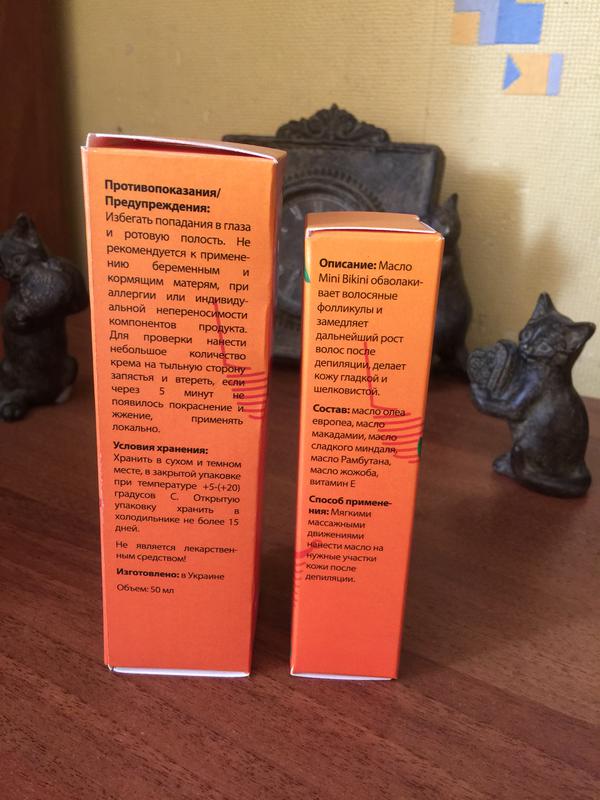 Противопоказания/
Предупреждения:
Избегать попадания в глаза
и ротовую полость. Не
рекомендуется к примене-
нию беременным и
кормящим матерям, при
аллергии или индивиду-
альной непереносимости
компонентов продукта.
Для проверки нанести
небольшое количество
крема на тыльную сторону
запястья и втереть, если
через 5 минут не
появилось покраснение и
жжение, применять
локально.
Условия хранения:
Хранить в сухом и темном
месте, в закрытой упаковке
при температуре +5-(+20)
градусов С. Открытую
упаковку хранить в
холодильнике не более 15
дней.
Не является лекарствен-
ным средством!
Изготовлено: в Украине
Объем: 50 мл
Описание: Масло
Mini Bikini обволаки-
вает волосяные
фолликулы и
замедляет
дальнейший рост
волос после
депиляции, делает
кожу гладкой и
шелковистой.
Состав: масло олеа
европеа, масло
макадамии, масло
сладкого миндаля,
масло Рамбутана,
масло жожоба,
витамин Е
Способ примене-
ния: Мягкими
массажными
движениями
нанести масло на
нужные участки
кожи после
депиляции.